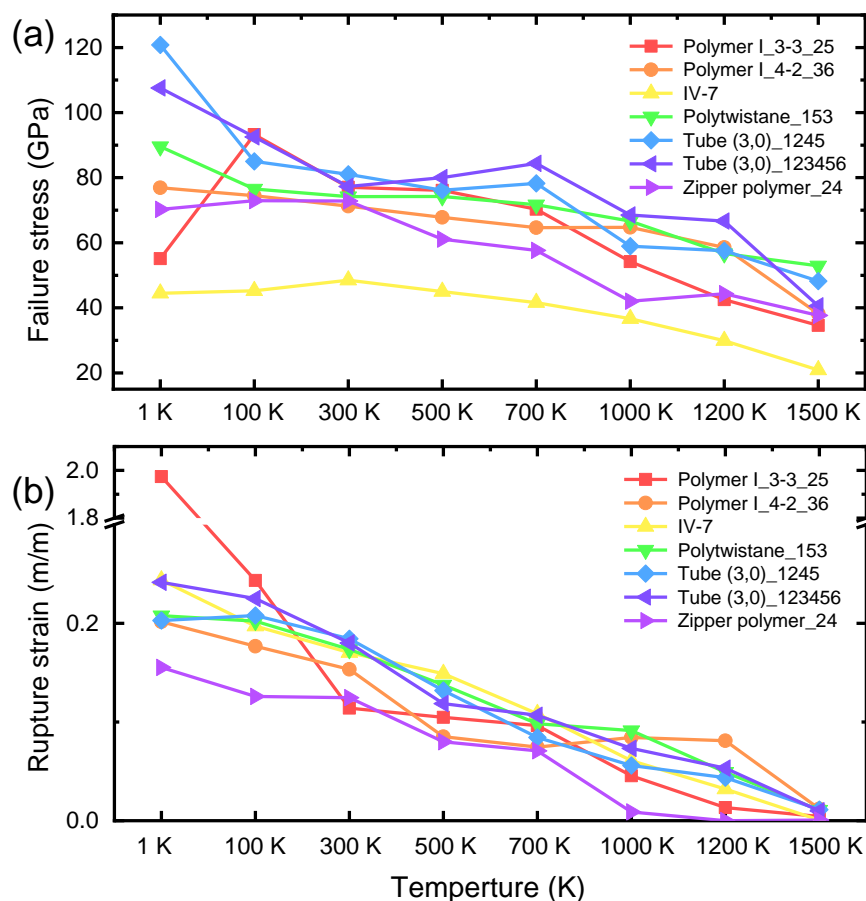 (a)
Failure stress (GPa)
120
100
80
60
40
20
Polymer I_3-3_25
Polymer I_4-2_36
IV-7
Polytwistane_153
Tube (3,0)_1245
Tube (3,0)_123456
Zipper polymer_24
1 K 100 K 300 K 500 K 700 K 1000 K 1200 K 1500 K
(b)
Rupture strain (m/m)
2.0
1.8
0.2
0.0
Polymer I_3-3_25
Polymer I_4-2_36
IV-7
Polytwistane_153
Tube (3,0)_1245
Tube (3,0)_123456
Zipper polymer_24
1 K 100 K 300 K 500 K 700 K 1000 K 1200 K 1500 K
Temperture (K)